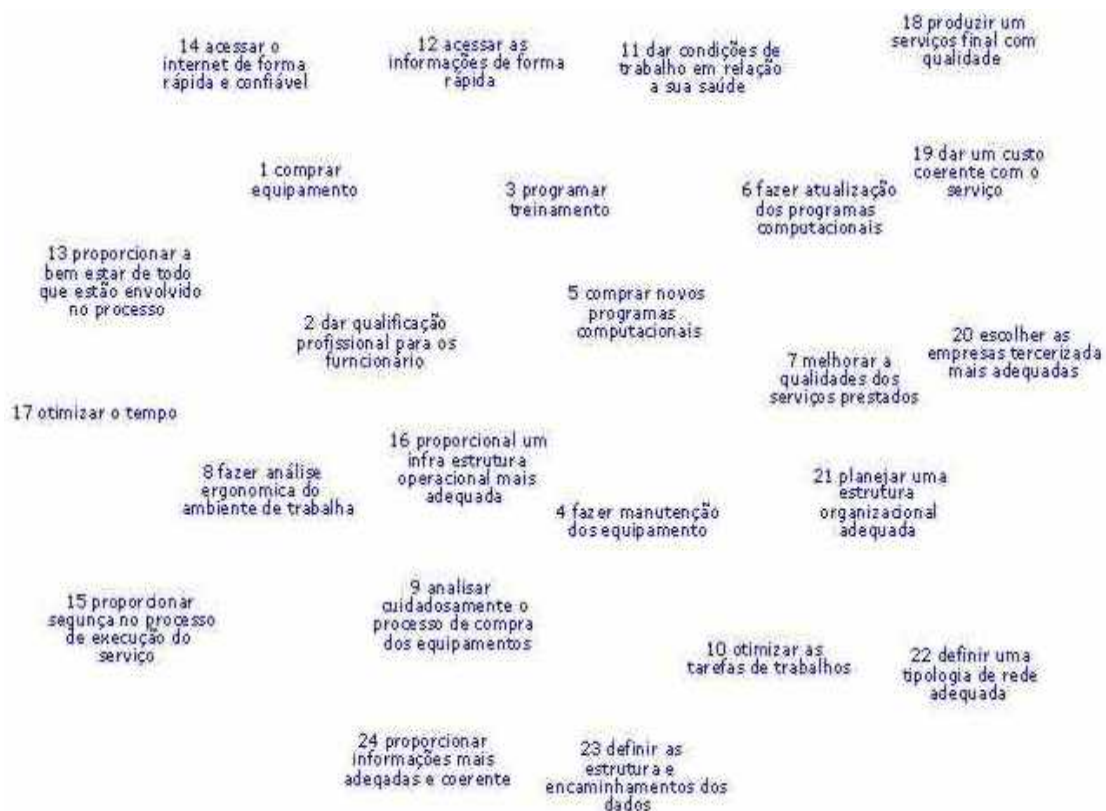 18 produzir um
serviços final com
qualidade
14 acessar o
internet de forma
rápida e confiável
12 acessar as
informações de forma
rápida
11 dar condições de
trabalho em relação
a sua saúde
1 comprar
equipamento
3 programar
treinamento
6 fazer atualização
dos programas
computacionais
19 dar um custo
coerente com o
serviço
13 proporcionar a
bem estar de todo
que estão envolvido
no processo
2 dar qualificação
profissional para os
furncionário
5 comprar novos
programas
computacionais
7 melhorar a
qualidades dos
serviços prestados
20 escolher as
empresas tercerizada
mais adequadas
17 otimizar o tempo
8 fazer análise
ergonomica do
ambiente de trabalha
16 proporcional um
infra estrutura
operacional mais
adequada
4 fazer manutenção
dos equipamento
21 planejar uma
estrutura
organizacional
adequada
15 proporcionar
segunça no processo
de execução do
serviço
9 analisar
cuidadosamente o
processo de compra
dos equipamentos
10 otimizar as
tarefas de trabalhos
22 definir uma
tipologia de rede
adequada
24 proporcionar
informações mais
adeqadas e coerente
23 definir as
estrutura e
encaminhamentos dos
dados